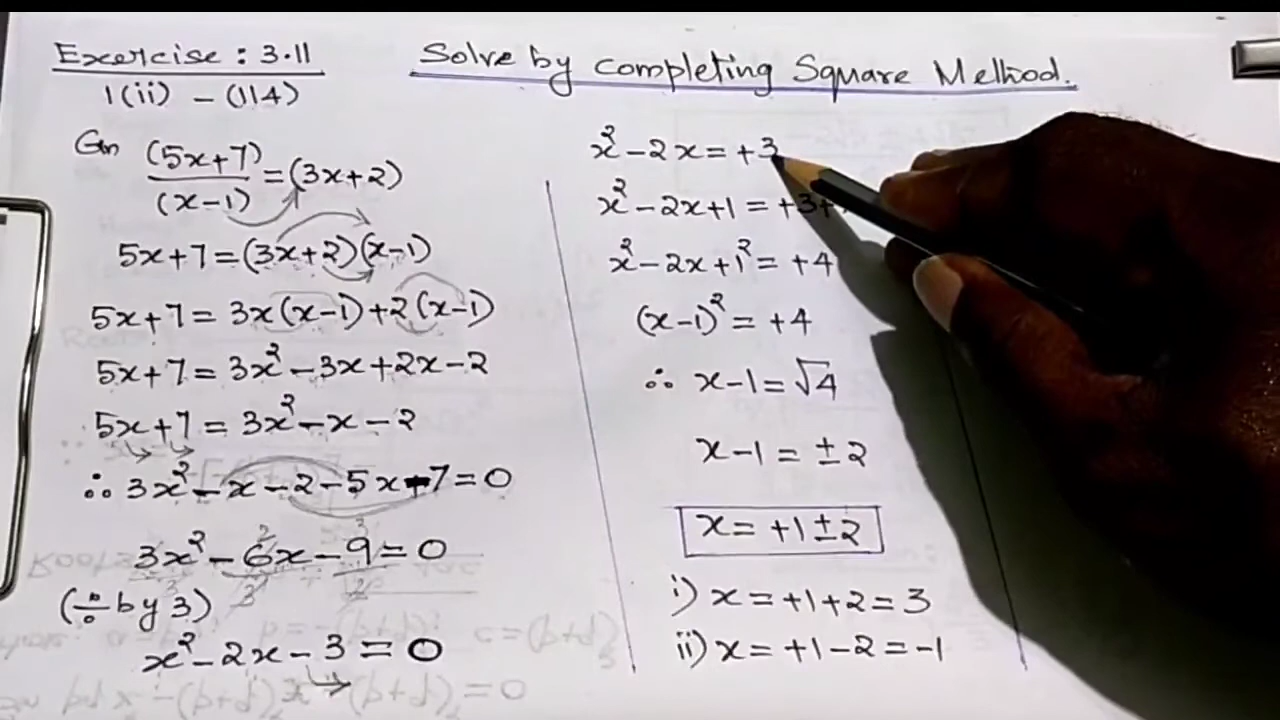 Exercise: 3.11
1(ii) - (114)
Solve by Completing Square Method.
Gn (5x+7)/(x-1) = (3x+2)
5x+7 = (3x+2)(x-1)
5x+7 = 3x(x-1)+2(x-1)
5x+7 = 3x²-3x+2x-2
5x+7 = 3x²-x-2
∴ 3x²-x-2-5x-7=0
3x²-6x-9=0
(÷by 3)
x²-2x-3=0
x²-2x=+3
x²-2x+1=+3+
x²-2x+1²=+4
(x-1)²=+4
∴ x-1=√4
x-1=±2
x=+1±2
i) x=+1+2=3
ii) x=+1-2=-1